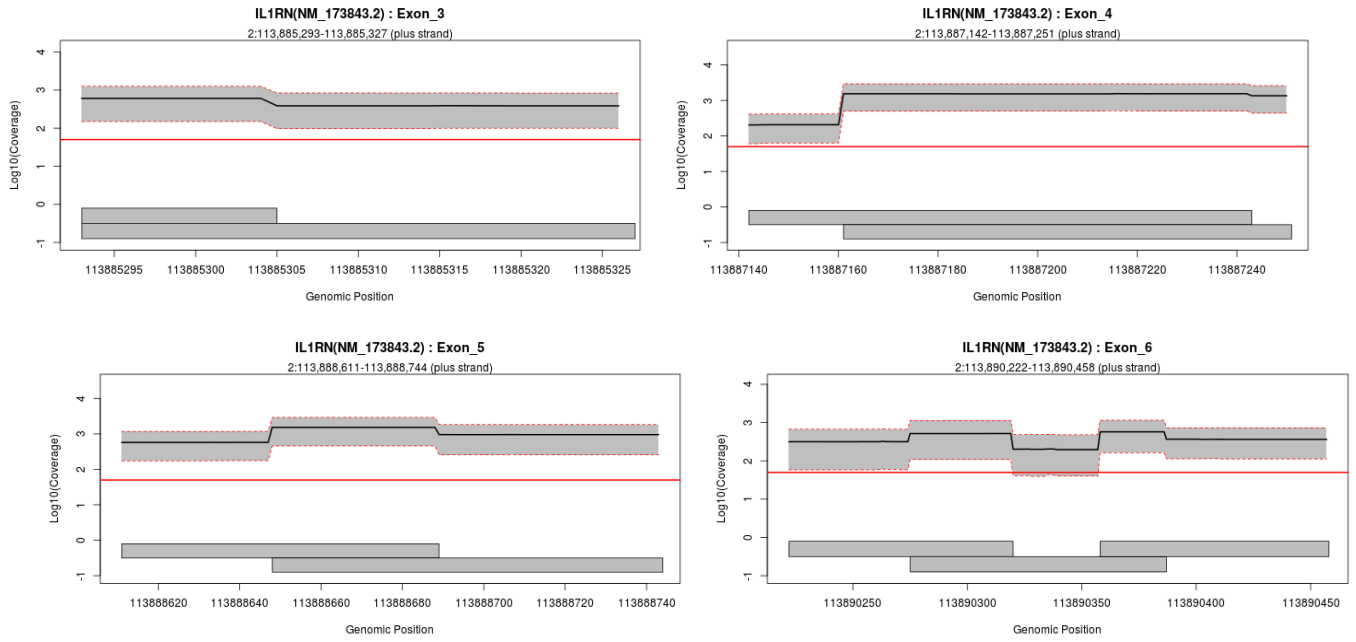 IL1RN(NM_173843.2) : Exon_3
2:113,885,293-113,885,327 (plus strand)
Log10(Coverage)
4
3
2
1
0
-1
113885295 113885300 113885305 113885310 113885315 113885320 113885325
Genomic Position
IL1RN(NM_173843.2) : Exon_4
2:113,887,142-113,887,251 (plus strand)
Log10(Coverage)
4
3
2
1
0
-1
113887140 113887160 113887180 113887200 113887220 113887240
Genomic Position
IL1RN(NM_173843.2) : Exon_5
2:113,888,611-113,888,744 (plus strand)
Log10(Coverage)
4
3
2
1
0
-1
113888620 113888640 113888660 113888680 113888700 113888720 113888740
Genomic Position
IL1RN(NM_173843.2) : Exon_6
2:113,890,222-113,890,458 (plus strand)
Log10(Coverage)
4
3
2
1
0
-1
113890250 113890300 113890350 113890400 113890450
Genomic Position